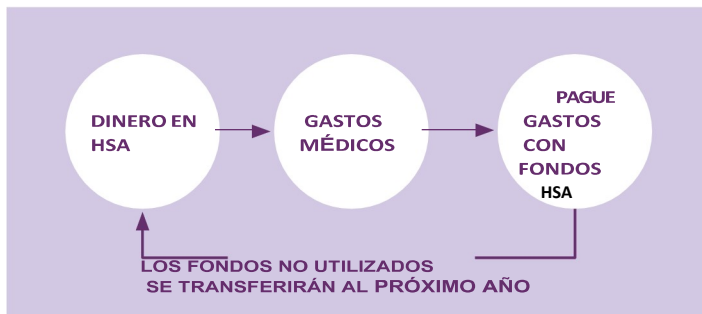 DINERO EN
HSA
GASTOS
MÉDICOS
PAGUE
GASTOS
CON
FONDOS
HSA
LOS FONDOS NO UTILIZADOS
SE TRANSFERIRÁN AL PRÓXIMO AÑO